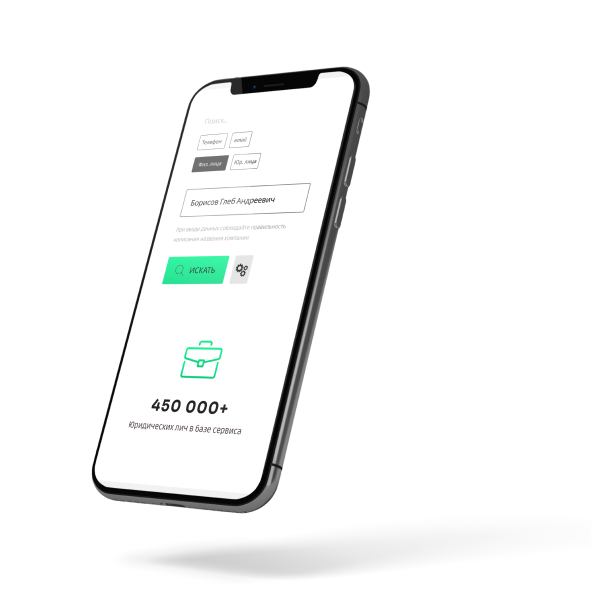 Поиск...
Телефон
email
Физ. лица
Юр. лица
Борисов Глеб Андреевич
При вводе данных соблюдайте правильность
написания названия компании
ИСКАТЬ
450 000+
Юридических лич в базе сервиса